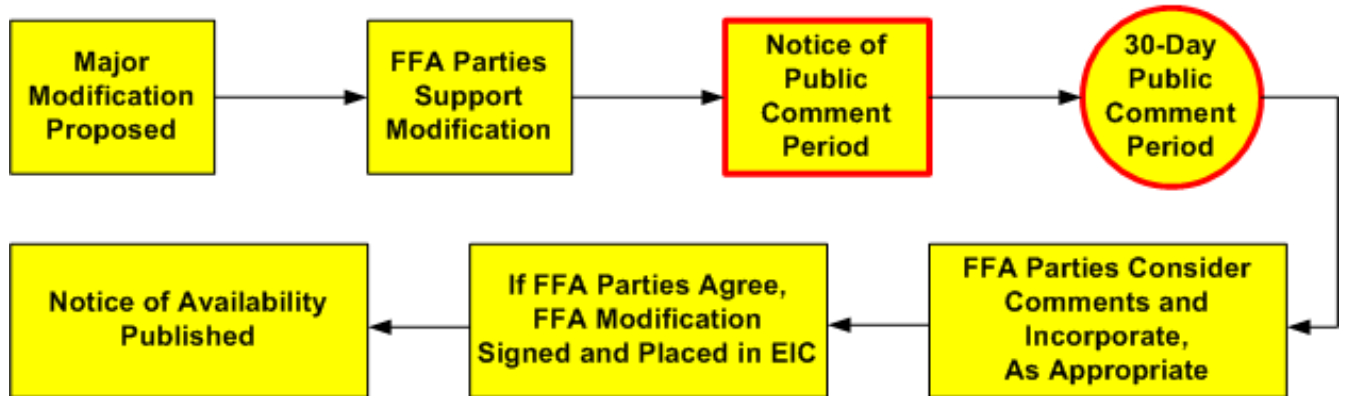 Major
Modification
Proposed
FFA Parties
Support
Modification
Notice of
Public
Comment
Period
30-Day
Public
Comment
Period
FFA Parties Consider
Comments and
Incorporate,
As Appropriate
If FFA Parties Agree,
FFA Modification
Signed and Placed in EIC
Notice of Availability
Published